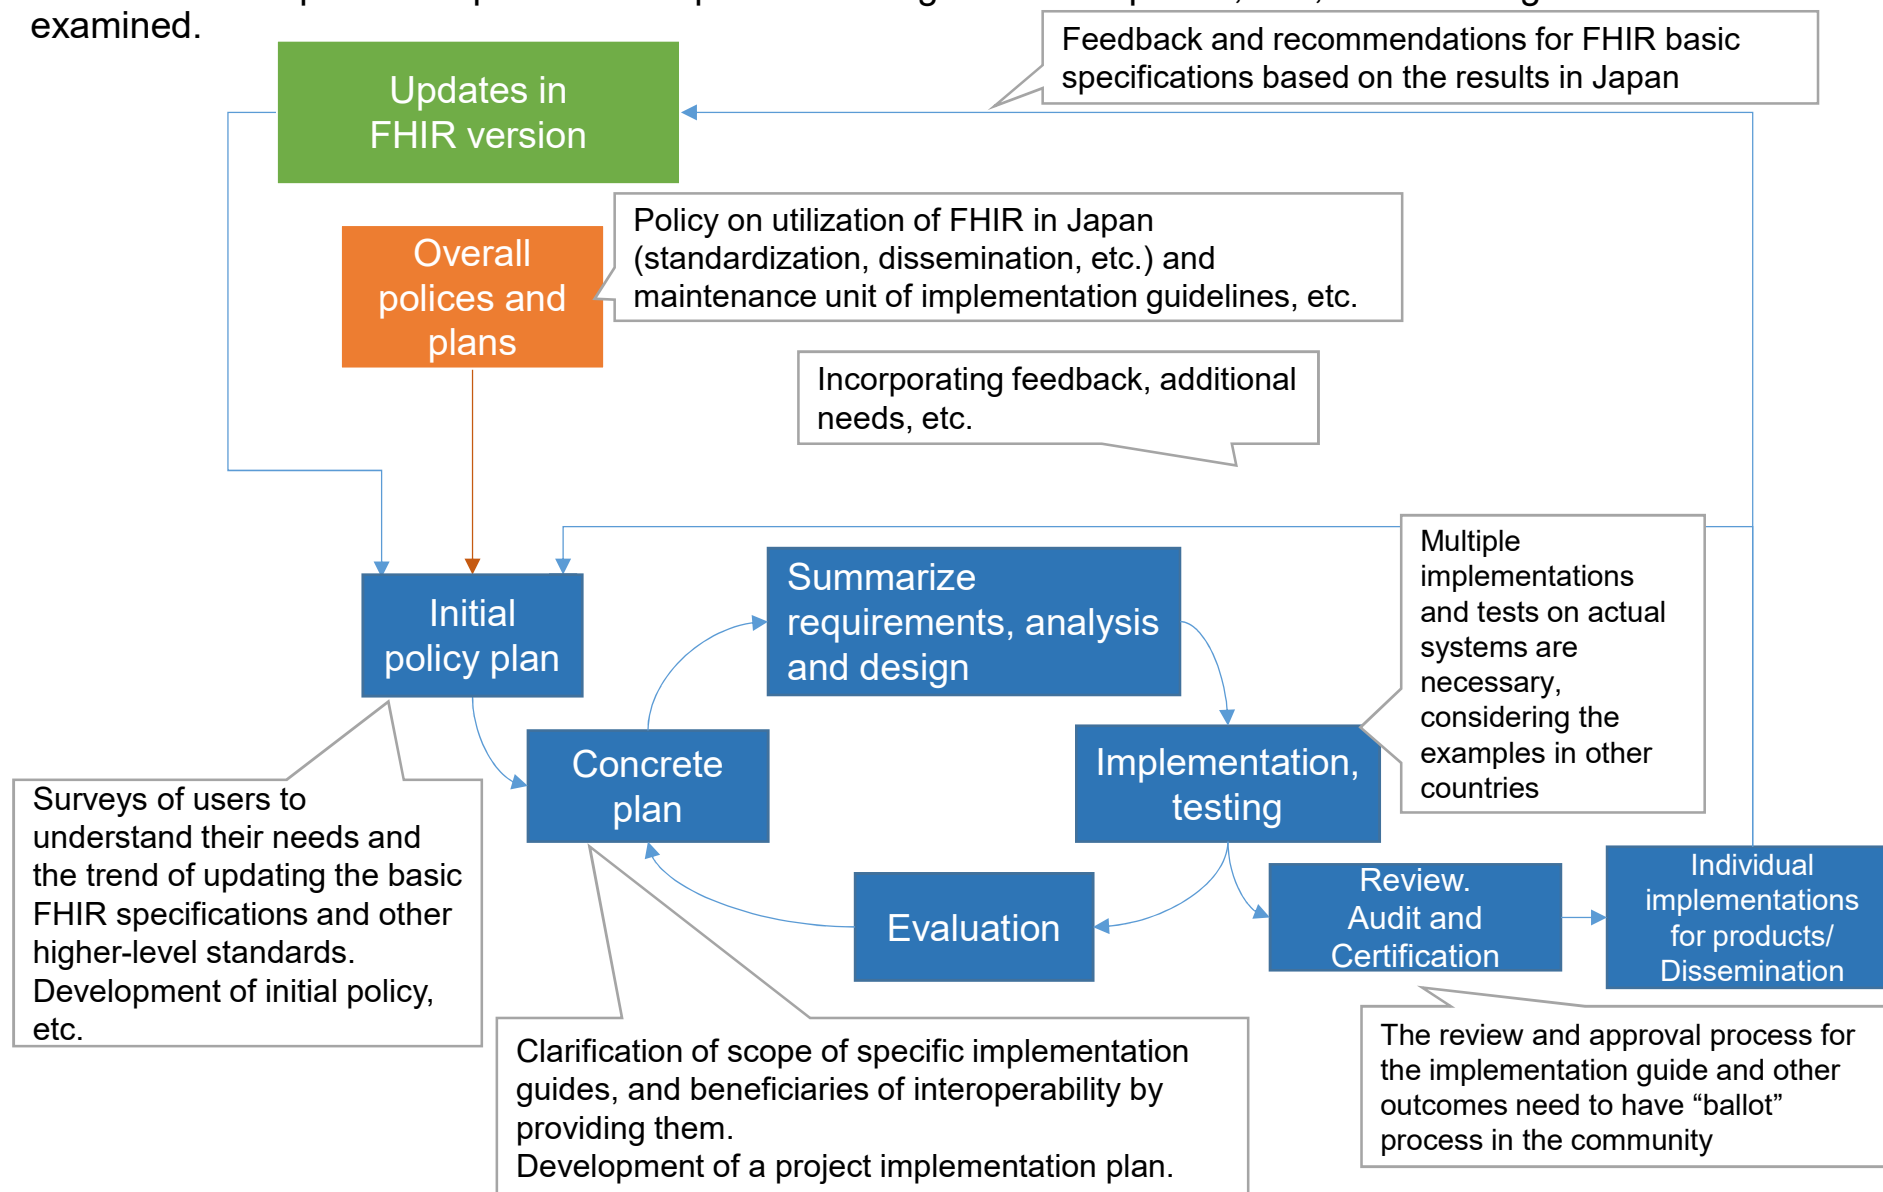 examined.
Feedback and recommendations for FHIR basic
specifications based on the results in Japan
Updates in
FHIR version
Policy on utilization of FHIR in Japan
(standardization, dissemination, etc.) and
maintenance unit of implementation guidelines, etc.
Overall
polices and
plans
Incorporating feedback, additional
needs, etc.
Multiple
implementations
and tests on actual
systems are
necessary,
considering the
examples in other
countries
Initial
policy plan
Summarize
requirements, analysis
and design
Concrete
plan
Implementation,
testing
Surveys of users to
understand their needs and
the trend of updating the basic
FHIR specifications and other
higher-level standards.
Development of initial policy,
etc.
Evaluation
Review.
Audit and
Certification
Individual
implementations
for products/
Dissemination
Clarification of scope of specific implementation
guides, and beneficiaries of interoperability by
providing them.
Development of a project implementation plan.
The review and approval process for
the implementation guide and other
outcomes need to have “ballot”
process in the community